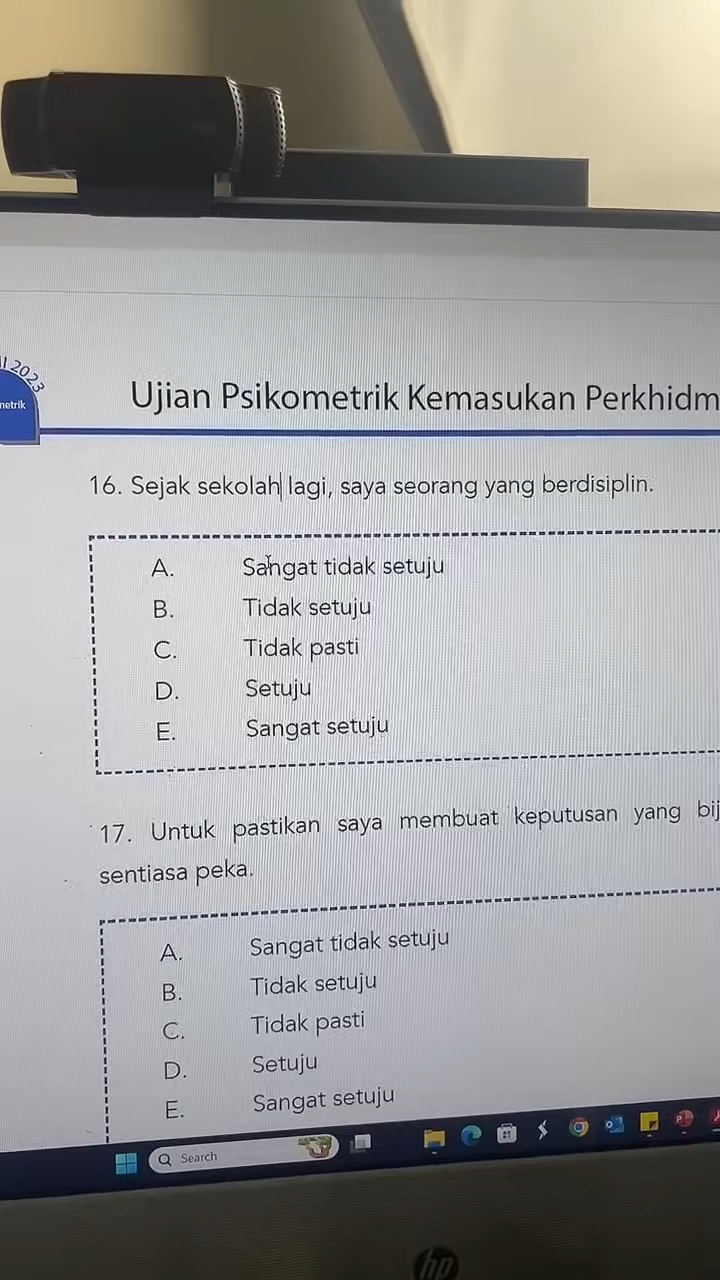 2023
Ujian Psikometrik Kemasukan
16. Sejak sekolah lagi, saya seorang yang berdisiplin.
A. Sangat tidak setuju
B. Tidak setuju
C. Tidak pasti
D. Setuju
E. Sangat setuju
17. Untuk pastikan saya membuat keputusan yang
sentiasa peka.
A. Sangat tidak setuju
B. Tidak setuju
C. Tidak pasti
D. Setuju
E. Sangat setuju
Search
hp